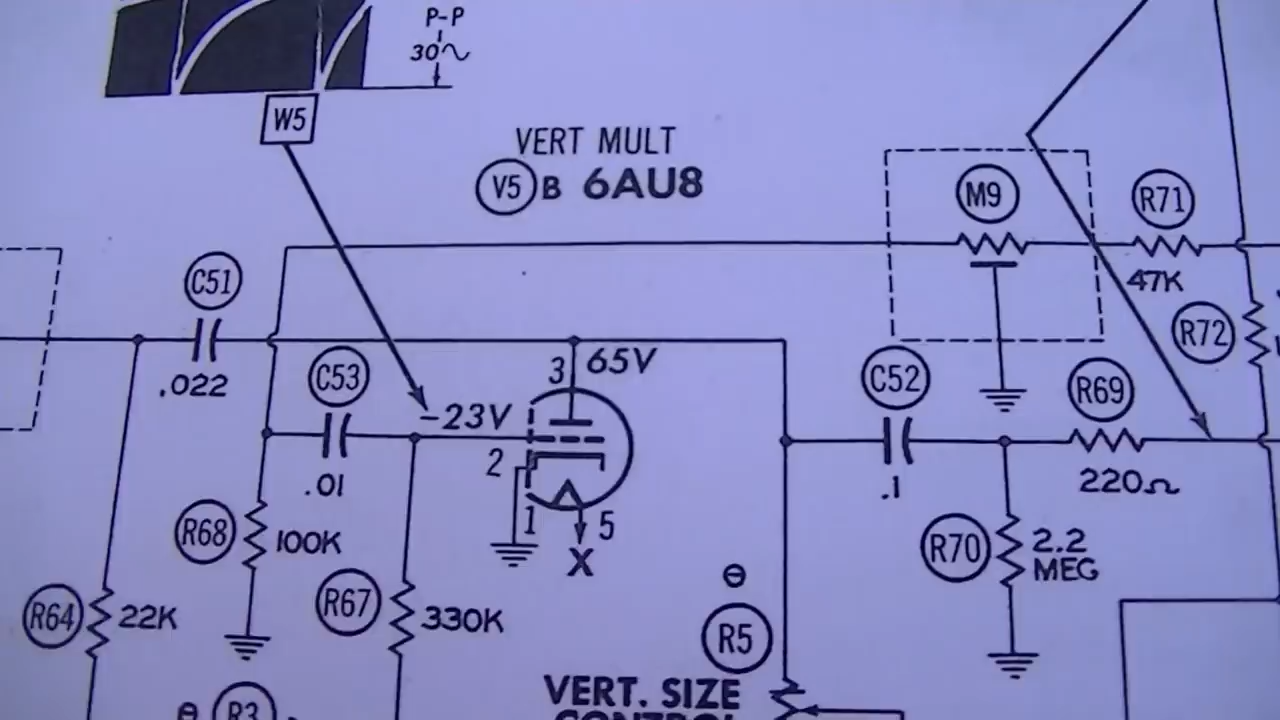 P-P
30∿
W5
VERT MULT
V5 B 6AU8
M9
R71
47K
C51
.022
R72
C53
.01
3
65V
-23V
2
1
5
X
C52
.1
R69
220Ω
R68
100K
R70
2.2
MEG
R64
22K
R67
330K
θ
R5
VERT. SIZE
CONTROL
θ
R3